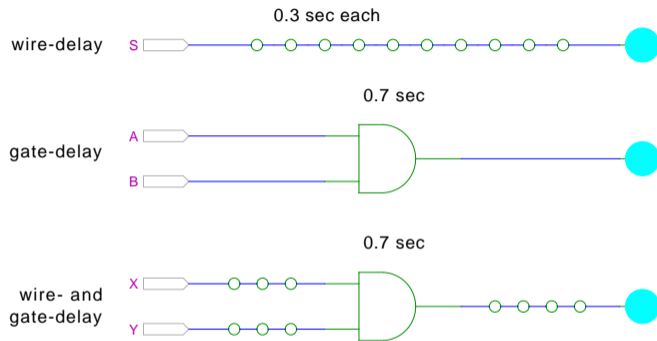 0.3 sec each
wire-delay
S
0.7 sec
A
gate-delay
B
0.7 sec
X
wire- and
gate-delay
Y